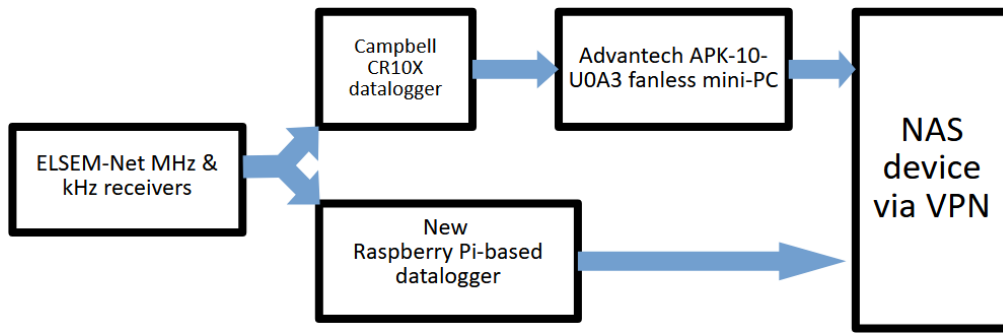 ELSEM-Net MHz &
kHz receivers
Campbell
CR10X
datalogger
Advantech APK-10-
U0A3 fanless mini-PC
New
Raspberry Pi-based
datalogger
NAS
device
via VPN